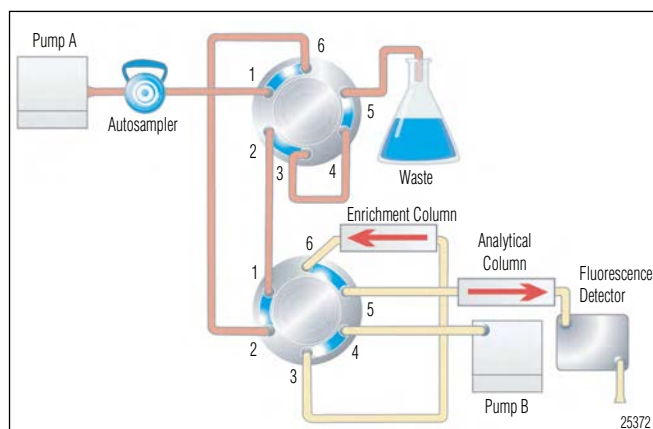 Pump A
Autosampler
6
1
5
2
3
4
Waste
Enrichment Column
6
Analytical
Column
Fluorescence
Detector
1
5
2
4
3
Pump B
25372